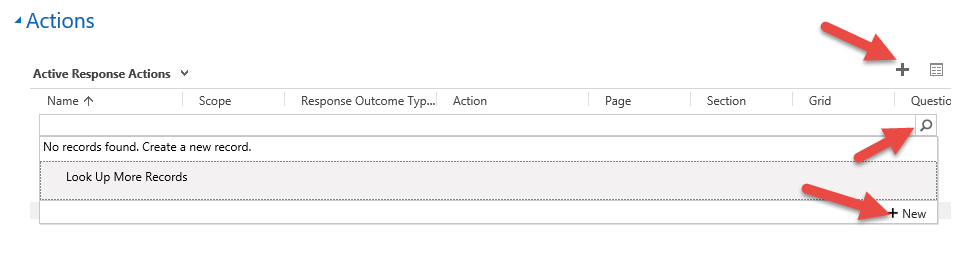 Actions
Active Response Actions
Name Scope Response Outcome Typ... Action Page Section Grid Questio
No records found. Create a new record.
Look Up More Records
New